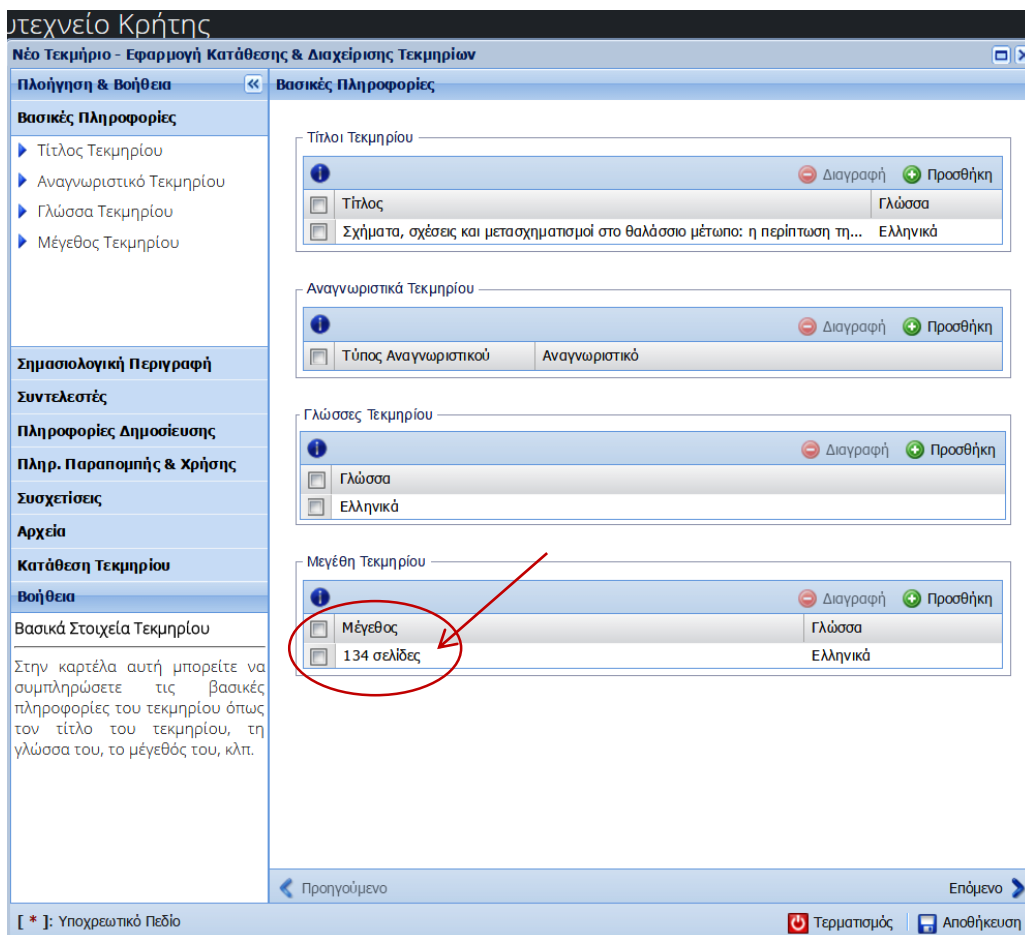 υτεχνείο Κρήτης
Νέο Τεκμήριο - Εφαρμογή Κατάθεσης & Διαχείρισης Τεκμηρίων
Πλοήγηση & Βοήθεια
Βασικές Πληροφορίες
Τίτλος Τεκμηρίου
Αναγνωριστικό Τεκμηρίου
Γλώσσα Τεκμηρίου
Μέγεθος Τεκμηρίου
Σημασιολογική Περιγραφή
Συντελεστές
Πληροφορίες Δημοσίευσης
Πληρ. Παραπομπής & Χρήσης
Συσχετίσεις
Αρχεία
Κατάθεση Τεκμηρίου
Βοήθεια
Βασικά Στοιχεία Τεκμηρίου
Στην καρτέλα αυτή μπορείτε να
συμπληρώσετε τις βασικές
πληροφορίες του τεκμηρίου όπως
τον τίτλο του τεκμηρίου, τη
γλώσσα του, το μέγεθός του, κλπ.
Βασικές Πληροφορίες
Τίτλοι Τεκμηρίου
Διαγραφή Προσθήκη
Τίτλος Γλώσσα
Σχήματα, σχέσεις και μετασχηματισμοί στο θαλάσσιο μέτωπο: η περίπτωση τη... Ελληνικά
Αναγνωριστικά Τεκμηρίου
Διαγραφή Προσθήκη
Τύπος Αναγνωριστικού Αναγνωριστικό
Γλώσσες Τεκμηρίου
Διαγραφή Προσθήκη
Γλώσσα
Ελληνικά
Μεγέθη Τεκμηρίου
Διαγραφή Προσθήκη
Μέγεθος Γλώσσα
134 σελίδες Ελληνικά
Προηγούμενο Επόμενο
[ * ]: Υποχρεωτικό Πεδίο Τερματισμός Αποθήκευση